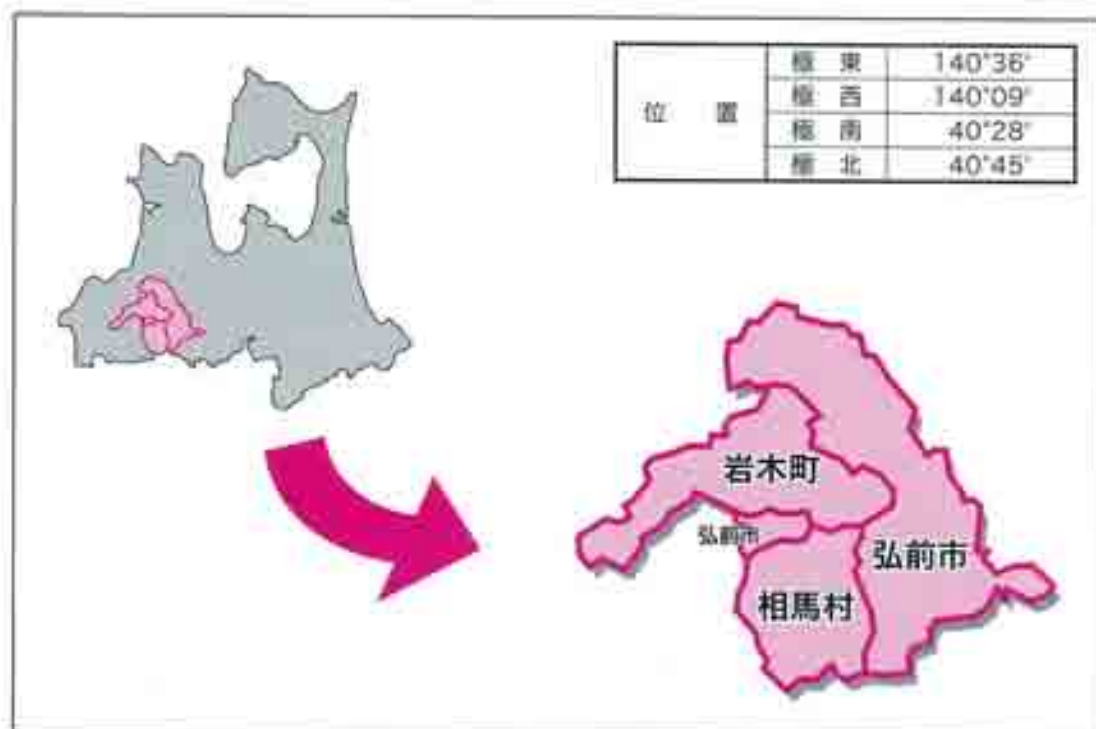 位 置
極 東 140°36′
極 西 140°09′
極 南 40°28′
極 北 40°45′
岩木町
弘前市
弘前市
相馬村